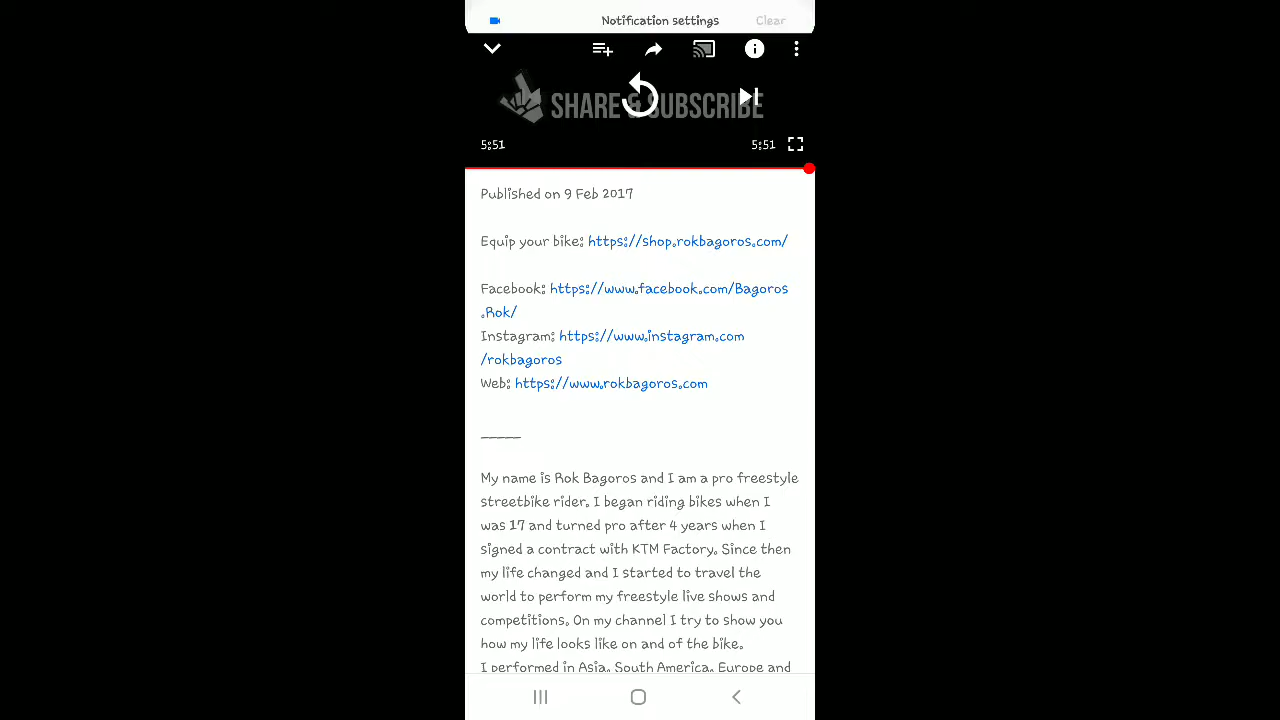 Notification settings Clear
SHARE & SUBSCRIBE
5:51 5:51
Published on 9 Feb 2017
Equip your bike: https://shop.rokbagoros.com/
Facebook: https://www.facebook.com/Bagoros
.Rok/
Instagram: https://www.instagram.com
/rokbagoros
Web: https://www.rokbagoros.com
_____
My name is Rok Bagoros and I am a pro freestyle
streetbike rider. I began riding bikes when I
was 17 and turned pro after 4 years when I
signed a contract with KTM Factory. Since then
my life changed and I started to travel the
world to perform my freestyle live shows and
competitions. On my channel I try to show you
how my life looks like on and of the bike.
I performed in Asia, South America, Europe and